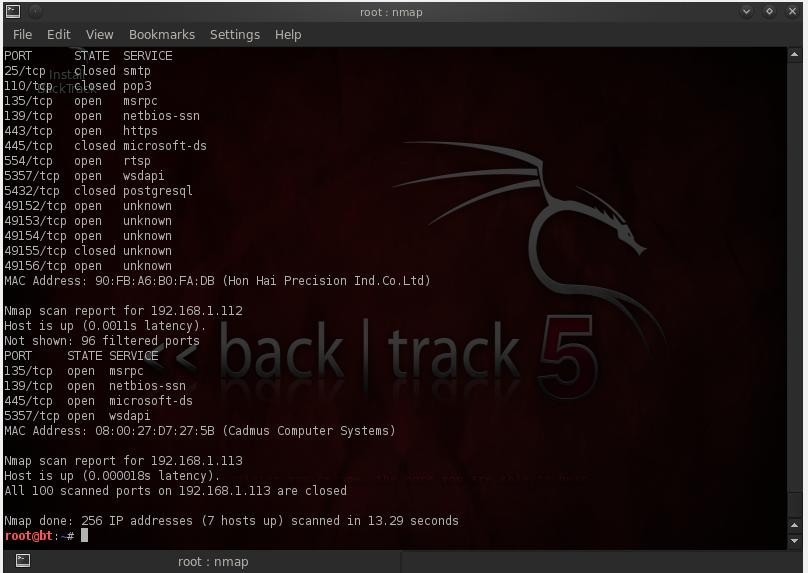 root : nmap
File Edit View Bookmarks Settings Help
PORT STATE SERVICE
25/tcp closed smtp
Install
BackTrack
110/tcp closed pop3
135/tcp open msrpc
139/tcp open netbios-ssn
443/tcp open https
445/tcp closed microsoft-ds
554/tcp open rtsp
5357/tcp open wsdapi
5432/tcp closed postgresql
49152/tcp open unknown
49153/tcp open unknown
49154/tcp open unknown
49155/tcp closed unknown
49156/tcp open unknown
MAC Address: 90:FB:A6:B0:FA:DB (Hon Hai Precision Ind.Co.Ltd)
Nmap scan report for 192.168.1.112
Host is up (0.0011s latency).
Not shown: 96 filtered ports
PORT STATE SERVICE
<< back | track 5
135/tcp open msrpc
139/tcp open netbios-ssn
445/tcp open microsoft-ds
5357/tcp open wsdapi
MAC Address: 08:00:27:D7:27:5B (Cadmus Computer Systems)
Nmap scan report for 192.168.1.113
Host is up (0.000018s latency).
All 100 scanned ports on 192.168.1.113 are closed
Nmap done: 256 IP addresses (7 hosts up) scanned in 13.29 seconds
root@bt:~#
root : nmap